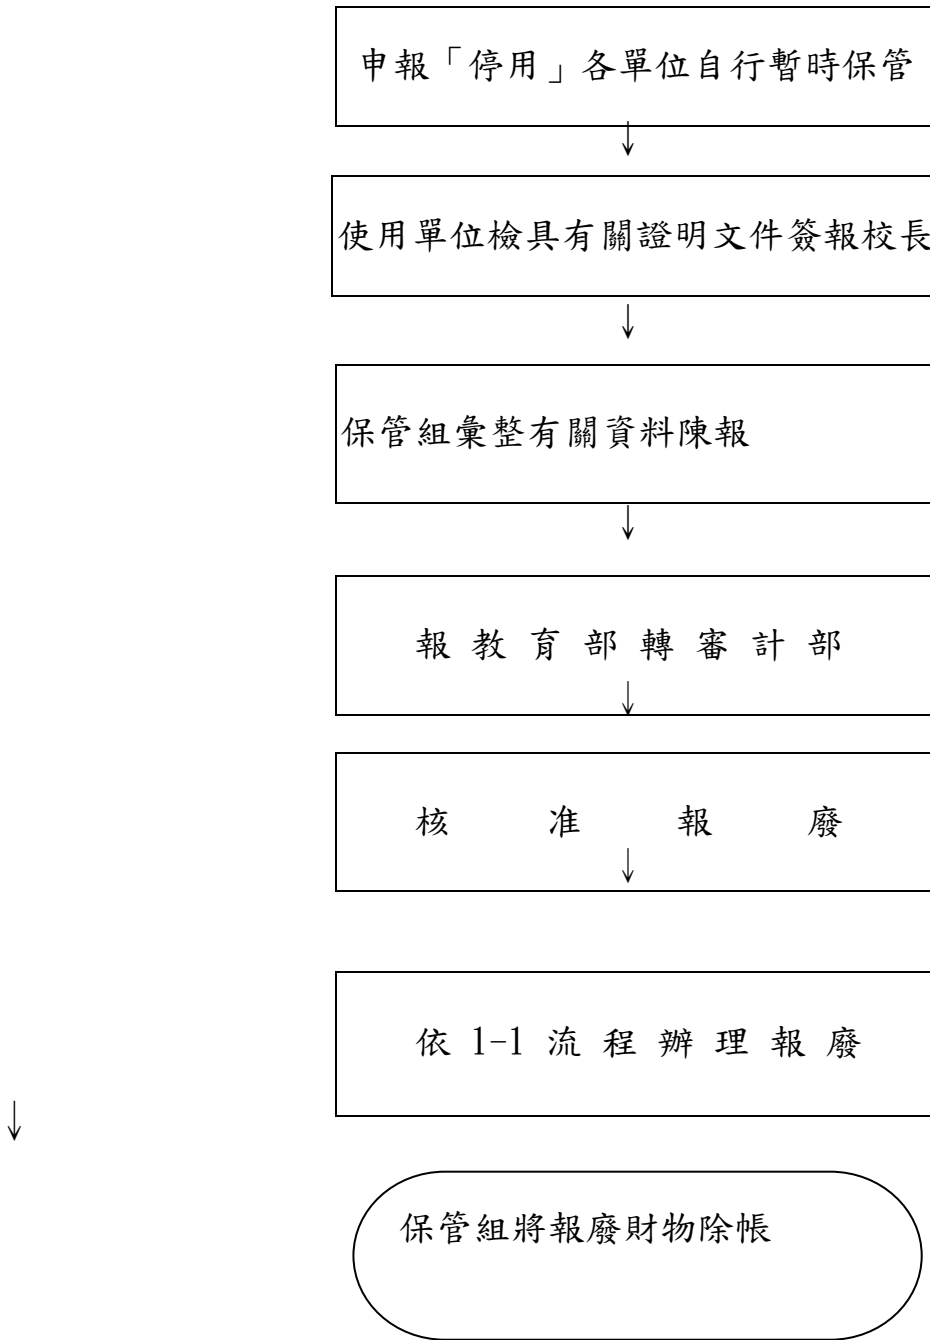 申報「停用」各單位自行暫時保管
↓
使用單位檢具有關證明文件簽報校長
↓
保管組彙整有關資料陳報
↓
報教育部轉審計部
↓
核准報廢
↓
依 1-1 流程辦理報廢
↓
保管組將報廢財物除帳